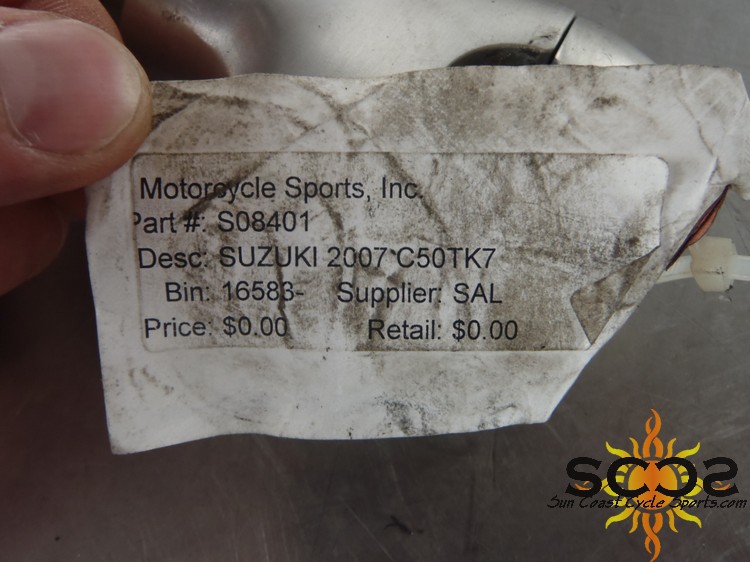 Motorcycle Sports, Inc.
Part #: S08401
Desc: SUZUKI 2007 C50TK7
Bin: 16583- Supplier: SAL
Price: $0.00 Retail: $0.00
SCCS
Sun Coast Cycle Sports.com